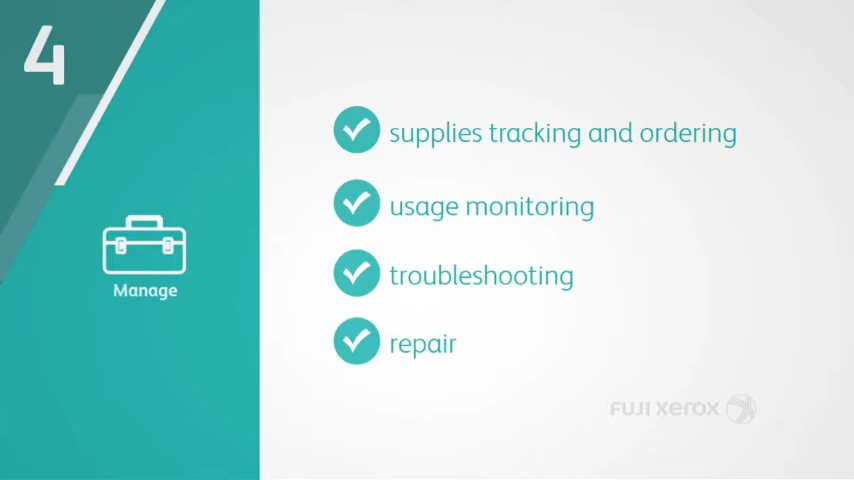 4
Manage
supplies tracking and ordering
usage monitoring
troubleshooting
repair
FUJI xerox